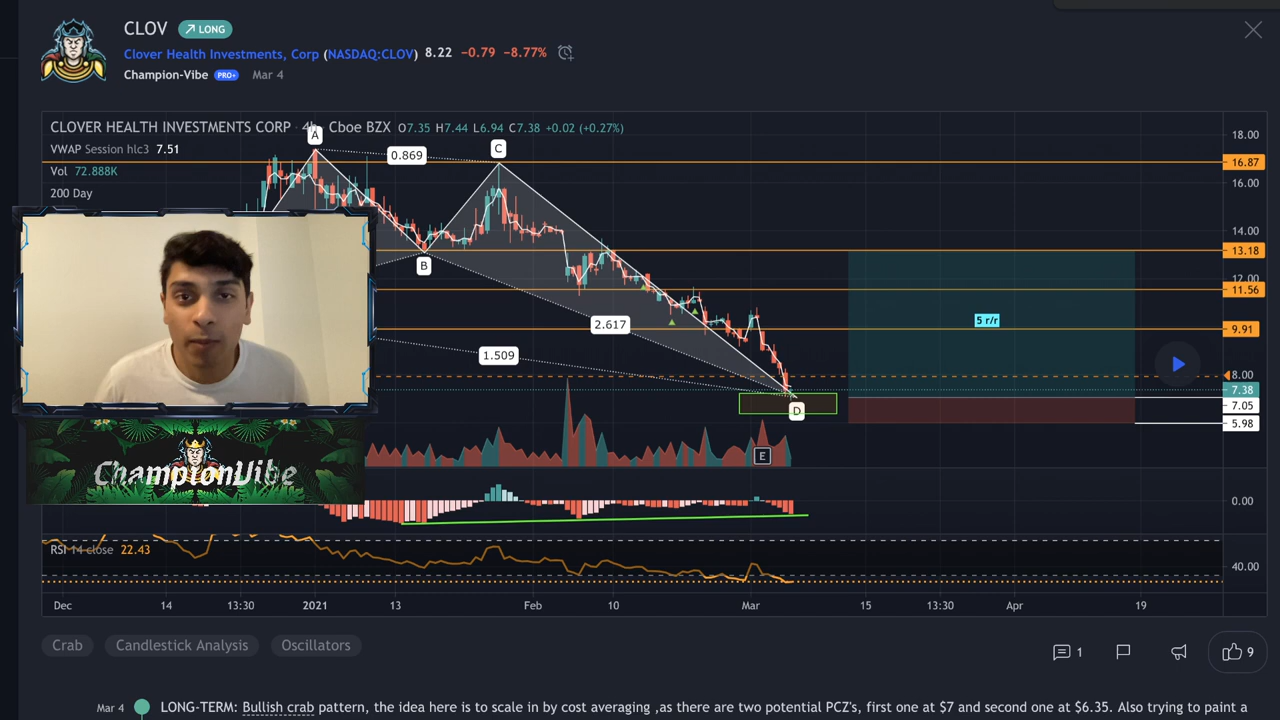 CLOV LONG
Clover Health Investments, Corp (NASDAQ:CLOV) 8.22 −0.79 −8.77%
Champion-Vibe PRO+ Mar 4
CLOVER HEALTH INVESTMENTS CORP · 4h Cboe BZX O7.35 H7.44 L6.94 C7.38 +0.02 (+0.27%)
VWAP Session hlc3 7.51
Vol 72.888K
200 Day
A
0.869
C
B
2.617
1.509
D
E
5 r/r
18.00
16.87
16.00
14.00
13.18
12.00
11.56
9.91
8.00
7.38
7.05
5.98
0.00
40.00
ChampionVibe
RSI 14 close 22.43
Dec 14 13:30 2021 13 Feb 10 Mar 15 13:30 Apr 19
Crab Candlestick Analysis Oscillators
1 9
Mar 4 LONG-TERM: Bullish crab pattern, the idea here is to scale in by cost averaging ,as there are two potential PCZ's, first one at $7 and second one at $6.35. Also trying to paint a